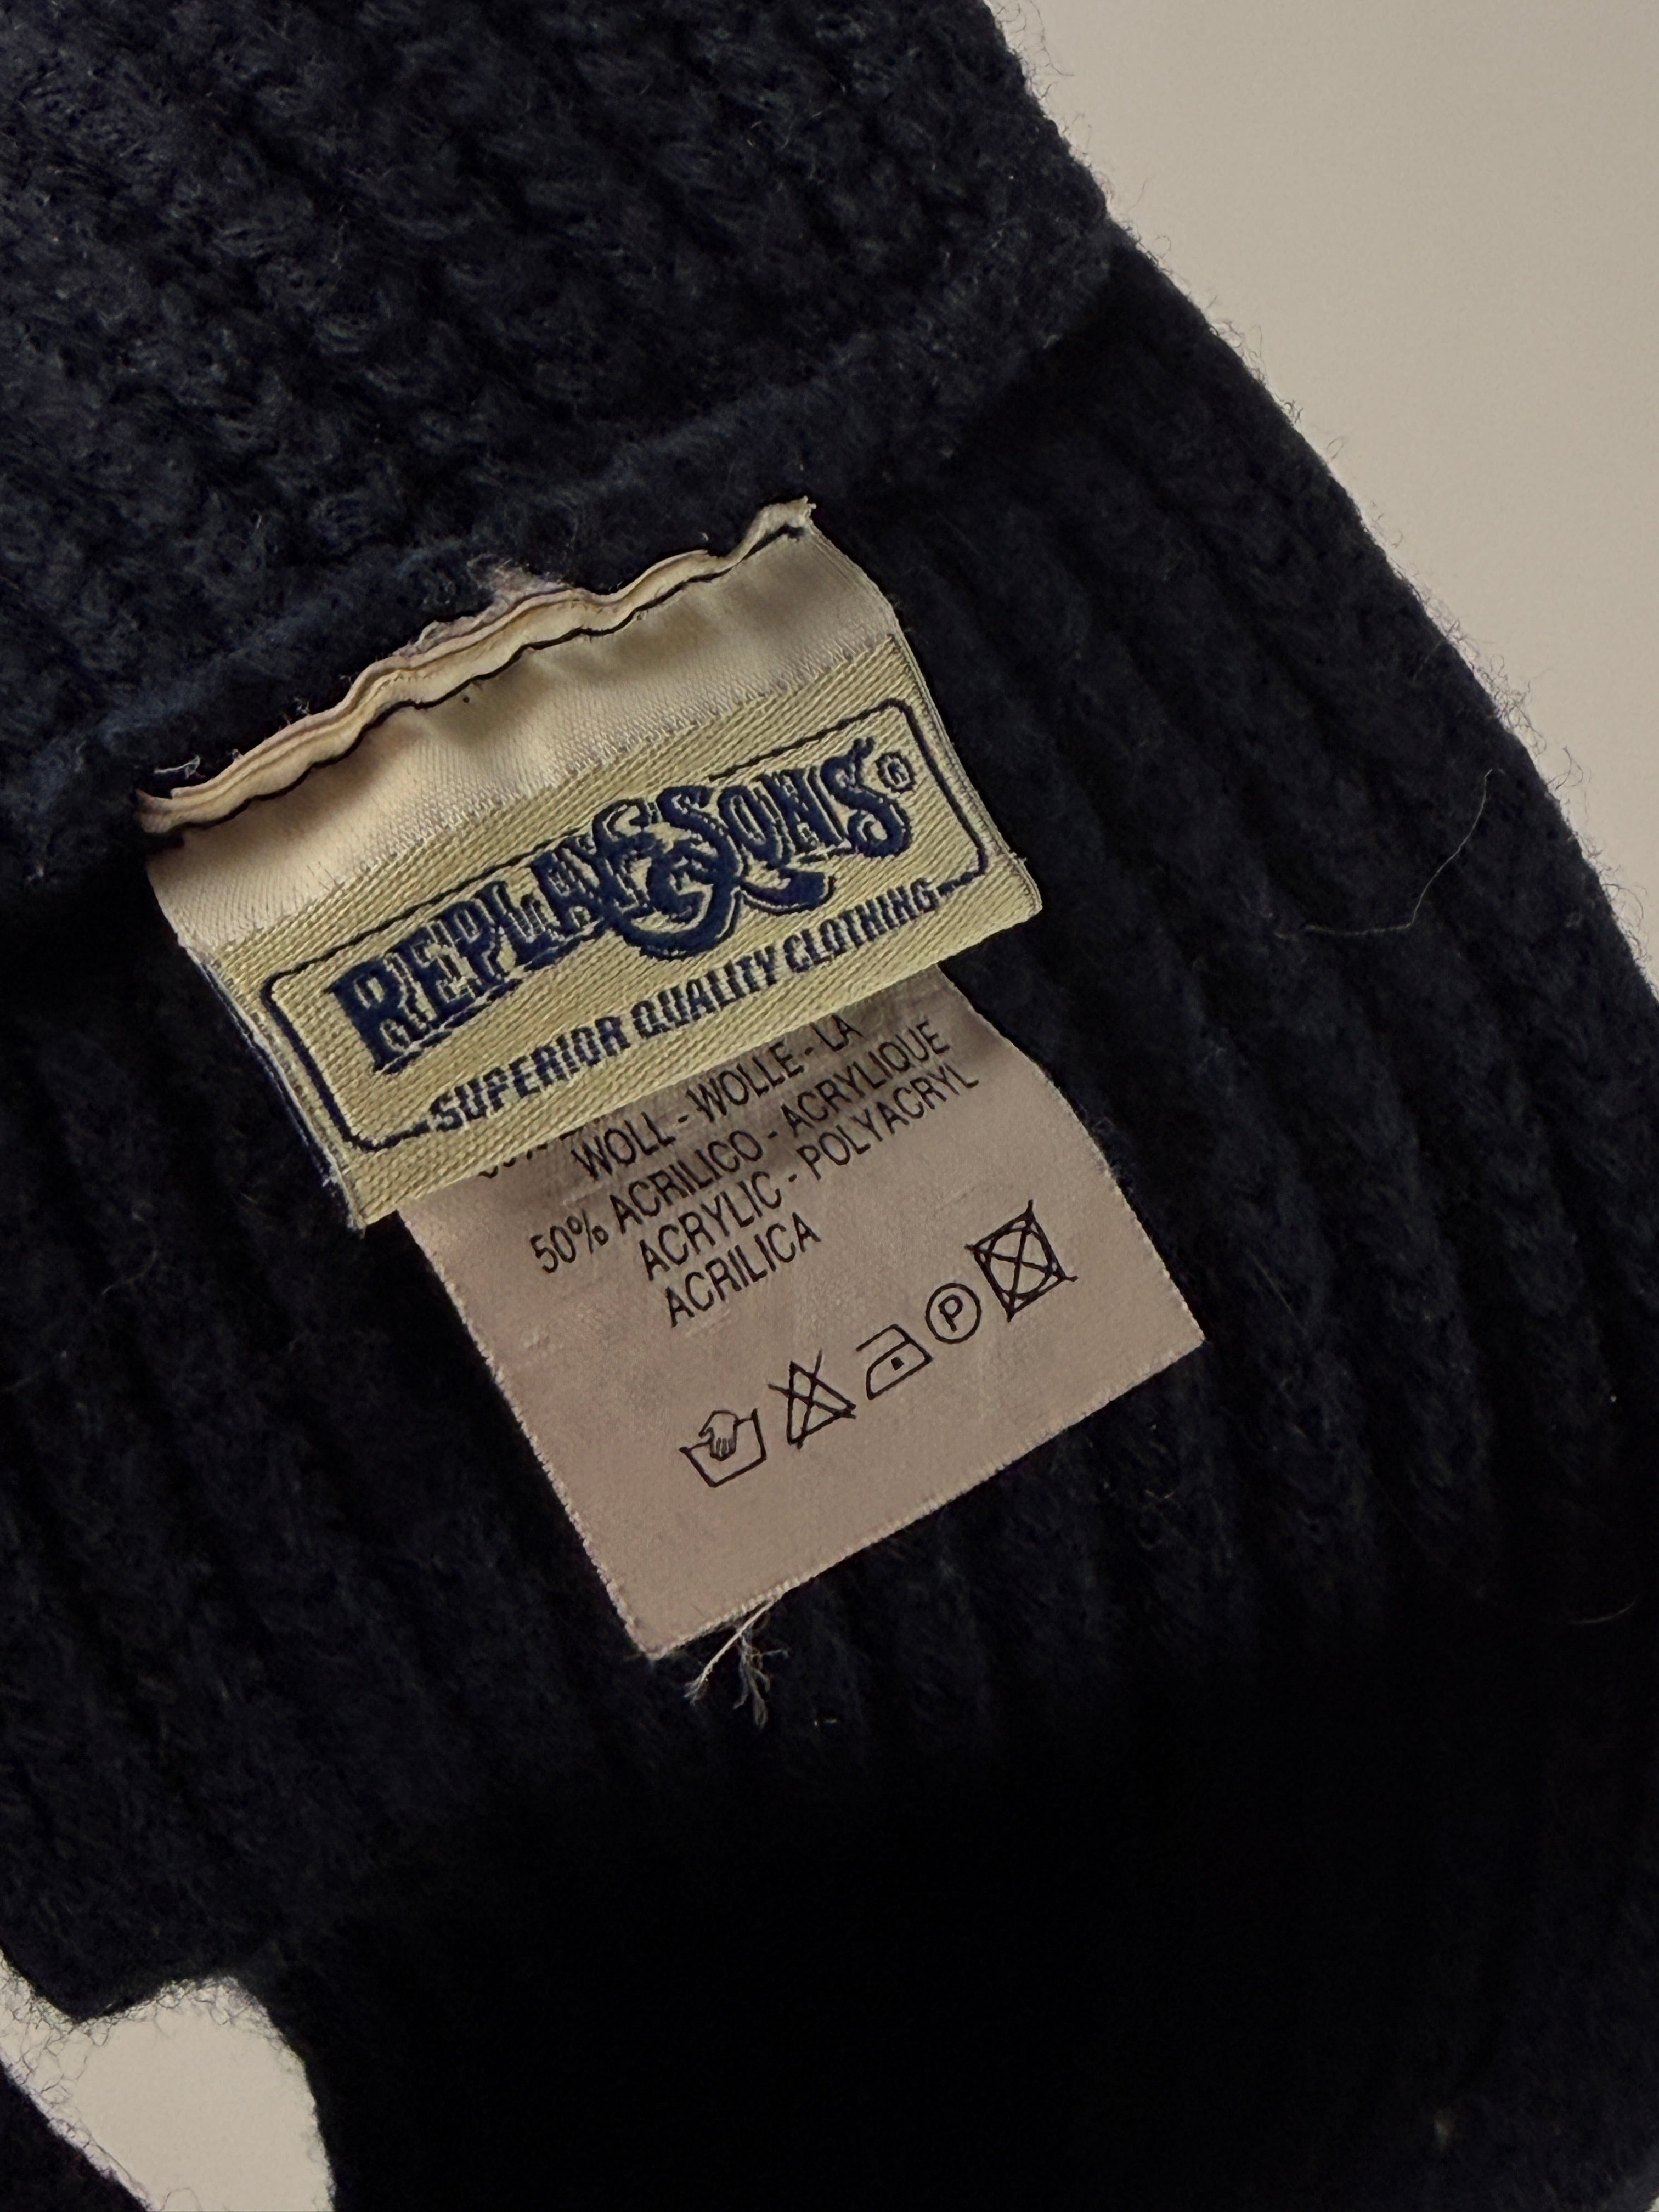 REPLAY & SONS®
SUPERIOR QUALITY CLOTHING
WOLL - WOLLE - LA
50% ACRILICO - ACRYLIQUE
ACRYLIC - POLYACRYL
ACRILICA
P